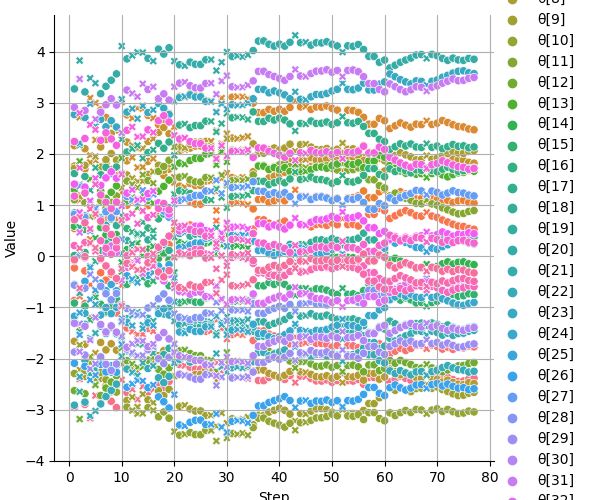 θ[8]
θ[9]
θ[10]
θ[11]
θ[12]
θ[13]
θ[14]
θ[15]
θ[16]
θ[17]
θ[18]
θ[19]
θ[20]
θ[21]
θ[22]
θ[23]
θ[24]
θ[25]
θ[26]
θ[27]
θ[28]
θ[29]
θ[30]
θ[31]
θ[32]
Value
4
3
2
1
0
−1
−2
−3
−4
0 10 20 30 40 50 60 70 80
Step